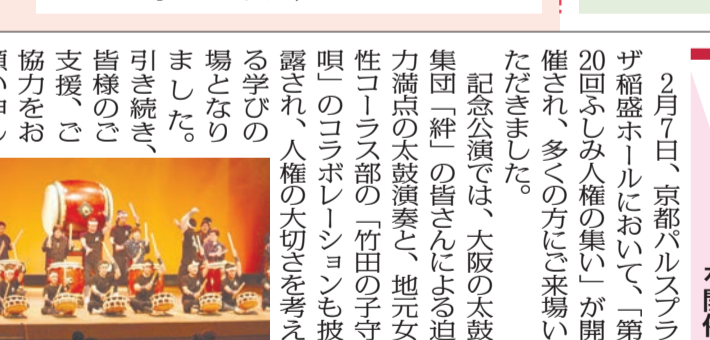 ２月７日、京都パルスプラ
ザ稲盛ホールにおいて、「第
20回ふしみ人権の集い」が開
催され、多くの方にご来場い
ただきました。
記念公演では、大阪の太鼓
集団「絆」の皆さんによる迫
力満点の太鼓演奏と、地元女
性コーラス部の「竹田の子守
唄」のコラボレーションも披
露され、人権の大切さを考え
る学びの
場となり
ました。
引き続き、
皆様のご
支援、ご
協力をお